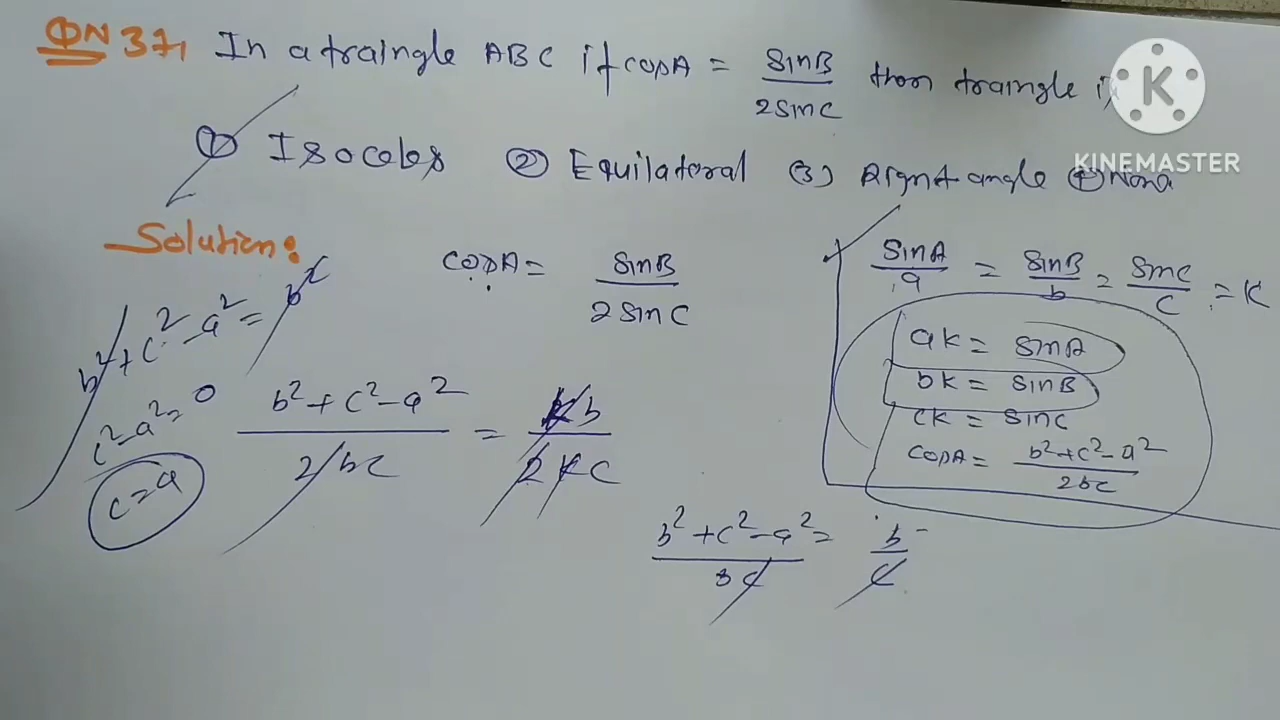 QN 37, In a traingle ABC if cosA = sinB / 2sinC then traingle is
① Isoceles ② Equilateral (3) Right angle ④ None
K
KINEMASTER
Solution:
cosA = sinB / 2sinC
sinA / a = sinB / b = sinC / c = K
ak = sinA
bk = sinB
ck = sinC
cosA = b²+c²-a² / 2bc
b²+c²-a² = b²
c²-a²=0
c=a
b²+c²-a² / 2bc = kb / 2kc
b²+c²-a² / bc = b / c